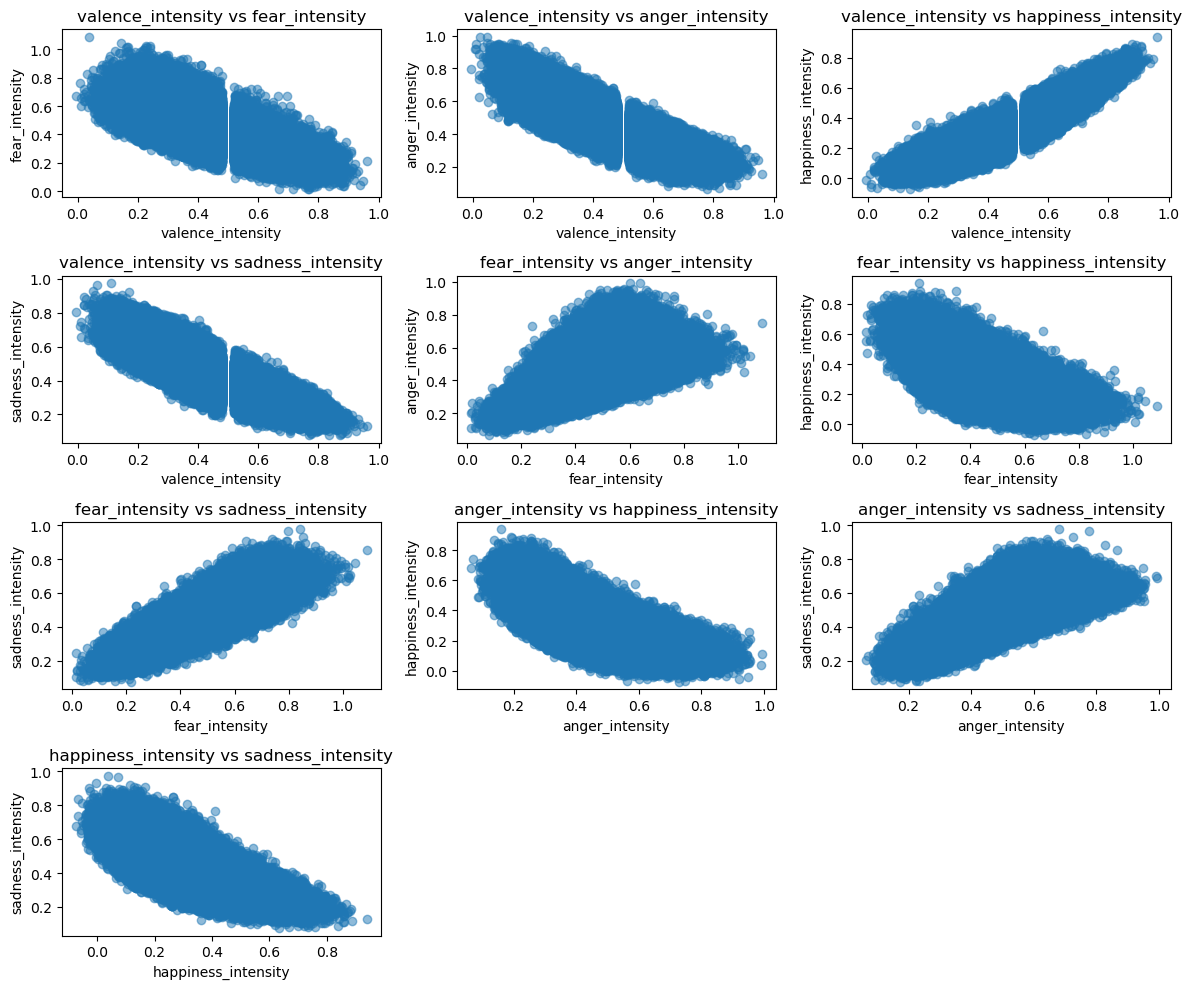 valence_intensity vs fear_intensity
fear_intensity
1.0
0.8
0.6
0.4
0.2
0.0
0.0 0.2 0.4 0.6 0.8 1.0
valence_intensity
valence_intensity vs anger_intensity
anger_intensity
1.0
0.8
0.6
0.4
0.2
0.0 0.2 0.4 0.6 0.8 1.0
valence_intensity
valence_intensity vs happiness_intensity
happiness_intensity
0.8
0.6
0.4
0.2
0.0
0.0 0.2 0.4 0.6 0.8 1.0
valence_intensity
valence_intensity vs sadness_intensity
sadness_intensity
1.0
0.8
0.6
0.4
0.2
0.0 0.2 0.4 0.6 0.8 1.0
valence_intensity
fear_intensity vs anger_intensity
anger_intensity
1.0
0.8
0.6
0.4
0.2
0.0 0.2 0.4 0.6 0.8 1.0
fear_intensity
fear_intensity vs happiness_intensity
happiness_intensity
0.8
0.6
0.4
0.2
0.0
0.0 0.2 0.4 0.6 0.8 1.0
fear_intensity
fear_intensity vs sadness_intensity
sadness_intensity
1.0
0.8
0.6
0.4
0.2
0.0 0.2 0.4 0.6 0.8 1.0
fear_intensity
anger_intensity vs happiness_intensity
happiness_intensity
0.8
0.6
0.4
0.2
0.0
0.2 0.4 0.6 0.8 1.0
anger_intensity
anger_intensity vs sadness_intensity
sadness_intensity
1.0
0.8
0.6
0.4
0.2
0.2 0.4 0.6 0.8 1.0
anger_intensity
happiness_intensity vs sadness_intensity
sadness_intensity
1.0
0.8
0.6
0.4
0.2
0.0 0.2 0.4 0.6 0.8
happiness_intensity